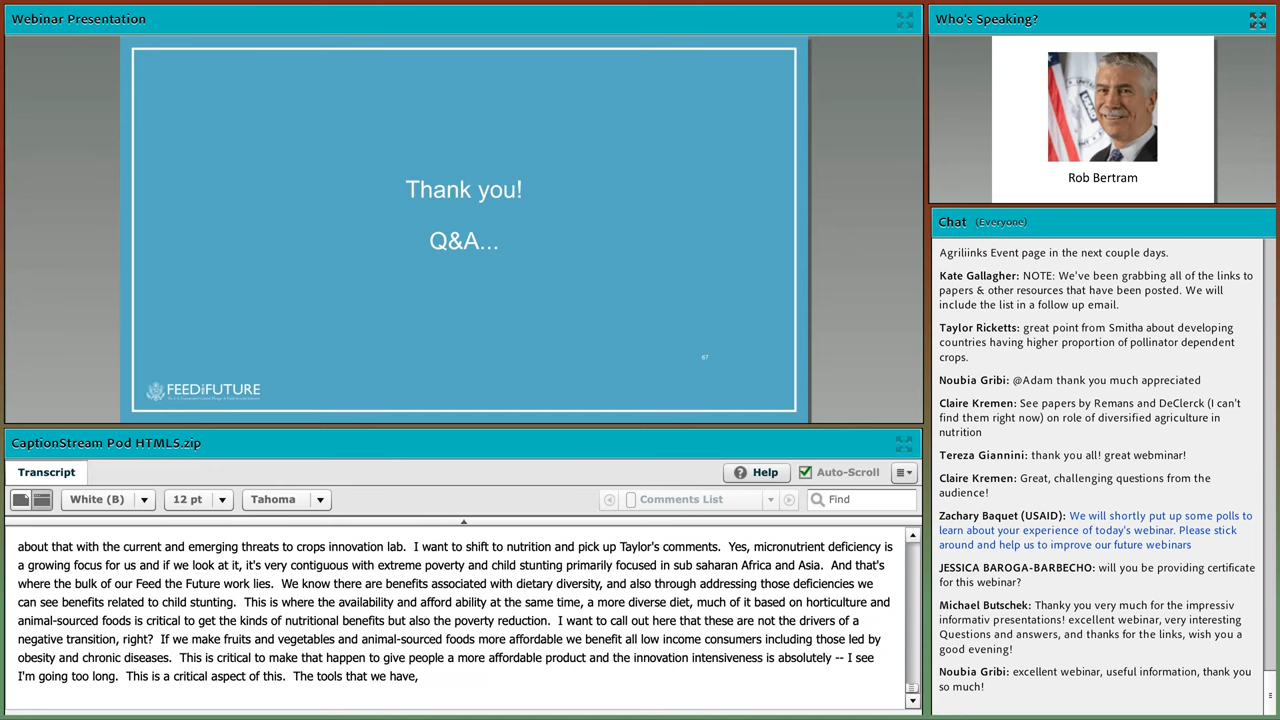 Webinar Presentation
Thank you!
Q&A...
67
FEEDtheFUTURE
Who's Speaking?
USAID
Rob Bertram
Chat (Everyone)
Agriliinks Event page in the next couple days.
Kate Gallagher: NOTE: We've been grabbing all of the links to
papers & other resources that have been posted. We will
include the list in a follow up email.
Taylor Ricketts: great point from Smitha about developing
countries having higher proportion of pollinator dependent
crops.
Noubia Gribi: @Adam thank you much appreciated
Claire Kremen: See papers by Remans and DeClerck (I can't
find them right now) on role of diversified agriculture in
nutrition
Tereza Giannini: thank you all! great webminar!
Claire Kremen: Great, challenging questions from the
audience!
Zachary Baquet (USAID): We will shortly put up some polls to
learn about your experience of today's webinar. Please stick
around and help us to improve our future webinars
JESSICA BAROGA-BARBECHO: will you be providing certificate
for this webinar?
Michael Butschek: Thanky you very much for the impressiv
informativ presentations! excellent webinar, very interesting
Questions and answers, and thanks for the links, wish you a
good evening!
Noubia Gribi: excellent webinar, useful information, thank you
so much!
CaptionStream Pod HTML5.zip
Transcript
Help
Auto-Scroll
White (B)
12 pt
Tahoma
Comments List
Find
about that with the current and emerging threats to crops innovation lab. I want to shift to nutrition and pick up Taylor's comments. Yes, micronutrient deficiency is
a growing focus for us and if we look at it, it's very contiguous with extreme poverty and child stunting primarily focused in sub saharan Africa and Asia. And that's
where the bulk of our Feed the Future work lies. We know there are benefits associated with dietary diversity, and also through addressing those deficiencies we
can see benefits related to child stunting. This is where the availability and afford ability at the same time, a more diverse diet, much of it based on horticulture and
animal-sourced foods is critical to get the kinds of nutritional benefits but also the poverty reduction. I want to call out here that these are not the drivers of a
negative transition, right? If we make fruits and vegetables and animal-sourced foods more affordable we benefit all low income consumers including those led by
obesity and chronic diseases. This is critical to make that happen to give people a more affordable product and the innovation intensiveness is absolutely -- I see
I'm going too long. This is a critical aspect of this. The tools that we have,